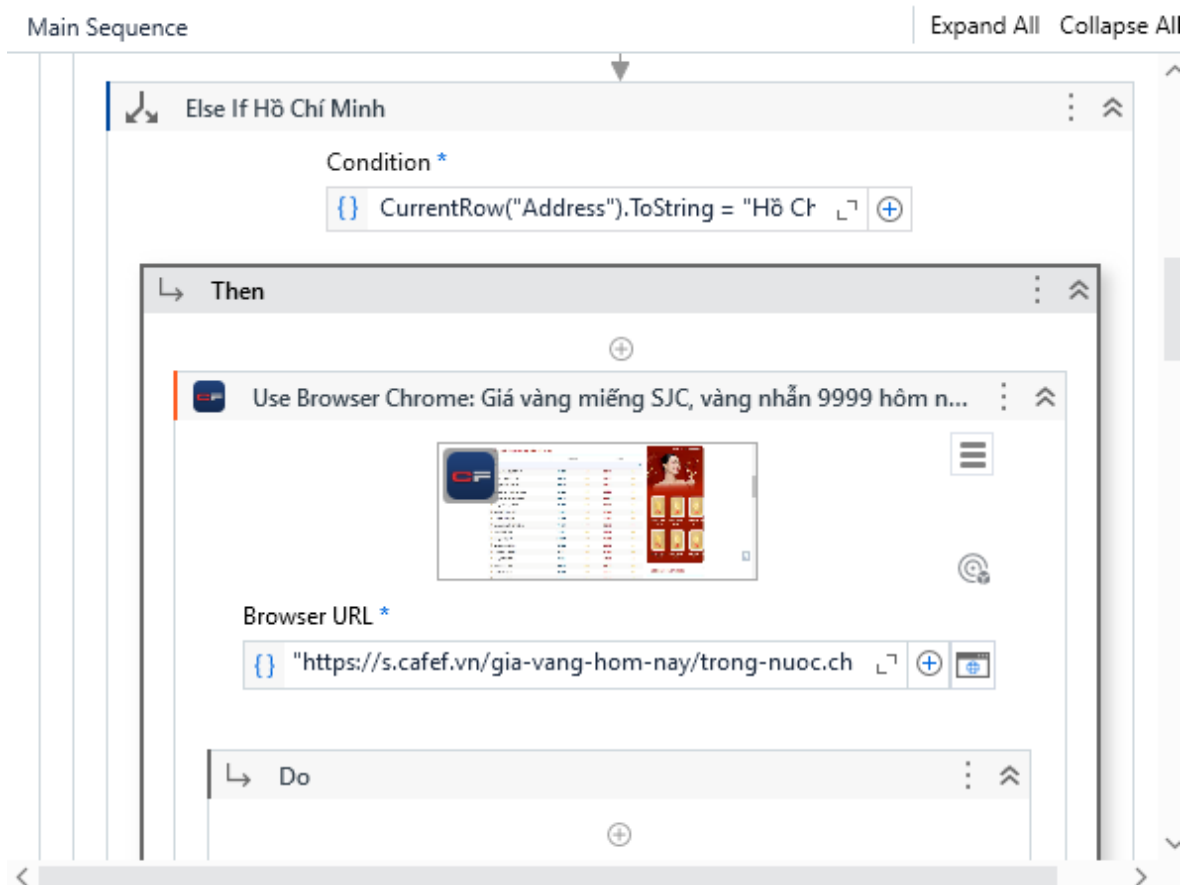 Main Sequence
Expand All Collapse All
Else If Hồ Chí Minh
Condition *
{} CurrentRow("Address").ToString = "Hồ Ch
Then
Use Browser Chrome: Giá vàng miếng SJC, vàng nhẫn 9999 hôm n...
CF
Browser URL *
{} "https://s.cafef.vn/gia-vang-hom-nay/trong-nuoc.ch
Do